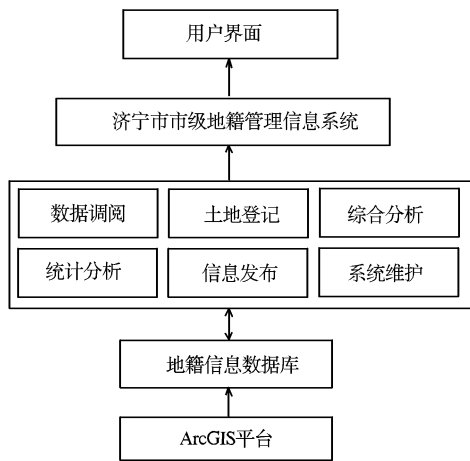 用户界面
济宁市市级地籍管理信息系统
数据调阅 土地登记 综合分析
统计分析 信息发布 系统维护
地籍信息数据库
ArcGIS平台